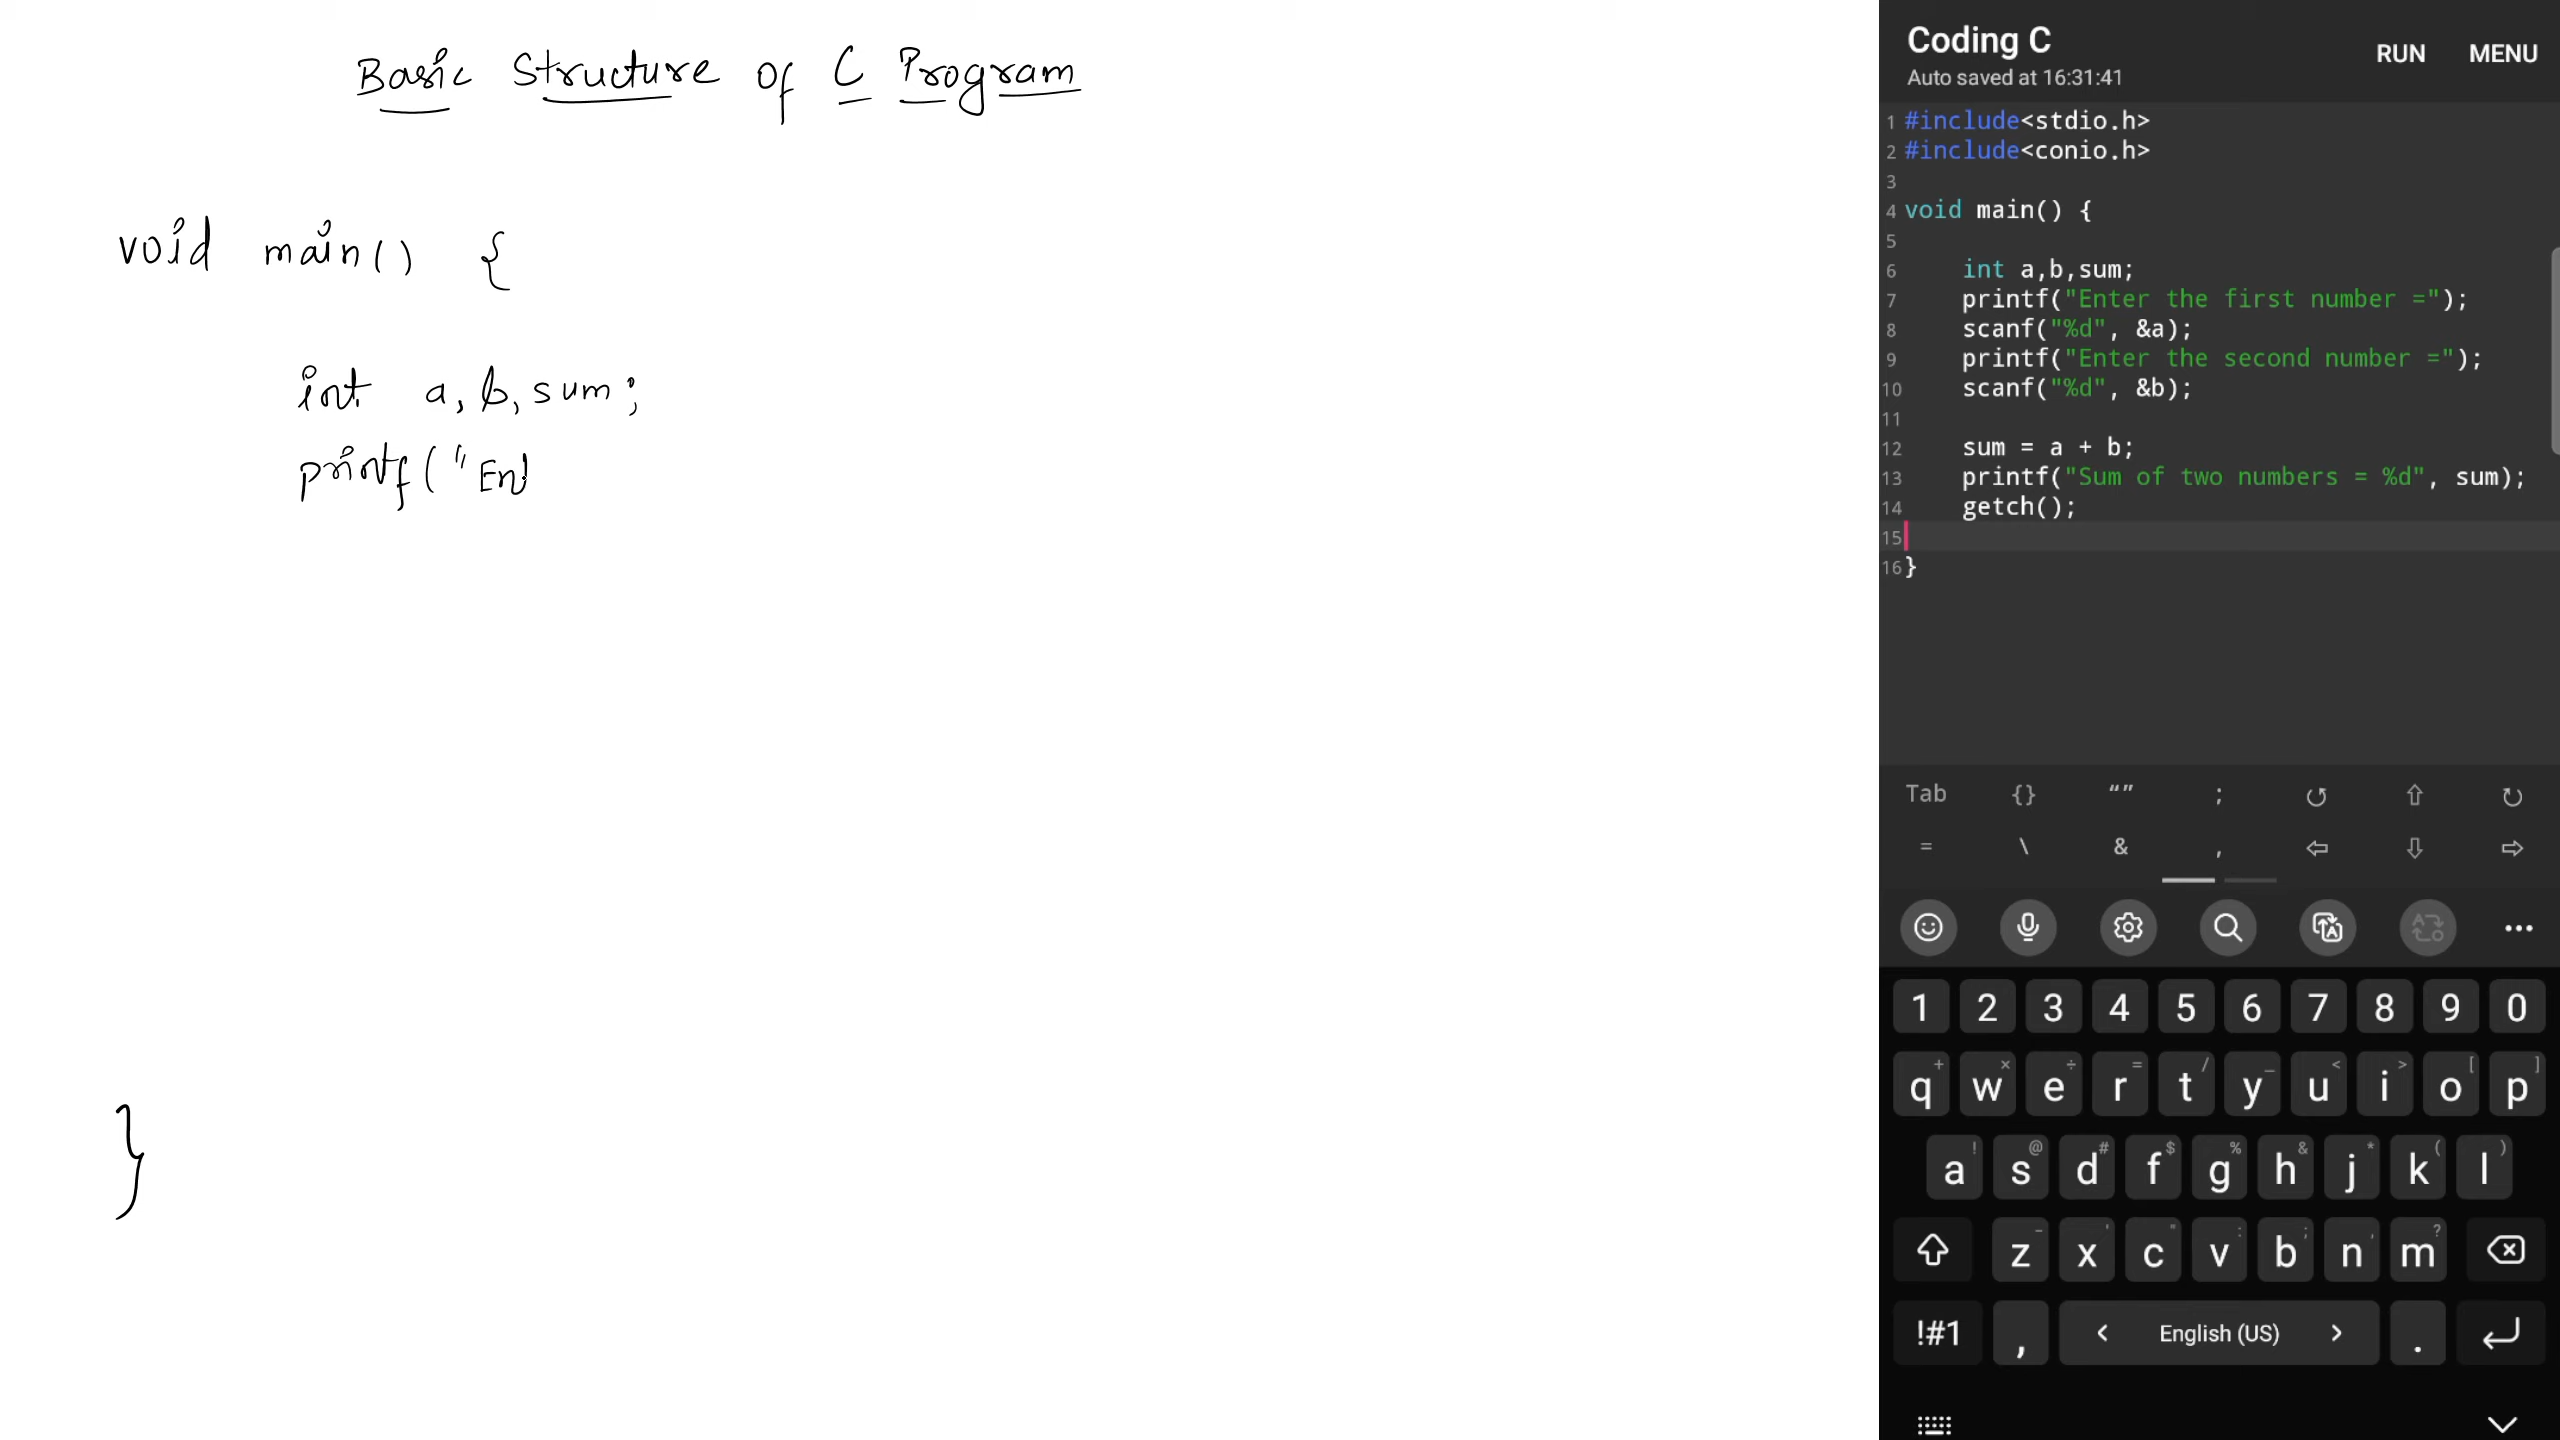 Basic Structure of C Program
void main() {
int a, b, sum;
printf("Ent
}
Coding C
Auto saved at 16:31:41
RUN MENU
1 #include<stdio.h>
2 #include<conio.h>
3
4 void main() {
5
6 int a,b,sum;
7 printf("Enter the first number =");
8 scanf("%d", &a);
9 printf("Enter the second number =");
10 scanf("%d", &b);
11
12 sum = a + b;
13 printf("Sum of two numbers = %d", sum);
14 getch();
15
16 }
Tab {} “” ;
= \ & ,
1 2 3 4 5 6 7 8 9 0
+ × ÷ = / _ < > [ ]
q w e r t y u i o p
! @ # $ % & * ( )
a s d f g h j k l
- ' " : ; , ?
z x c v b n m
!#1 , < English (US) > .